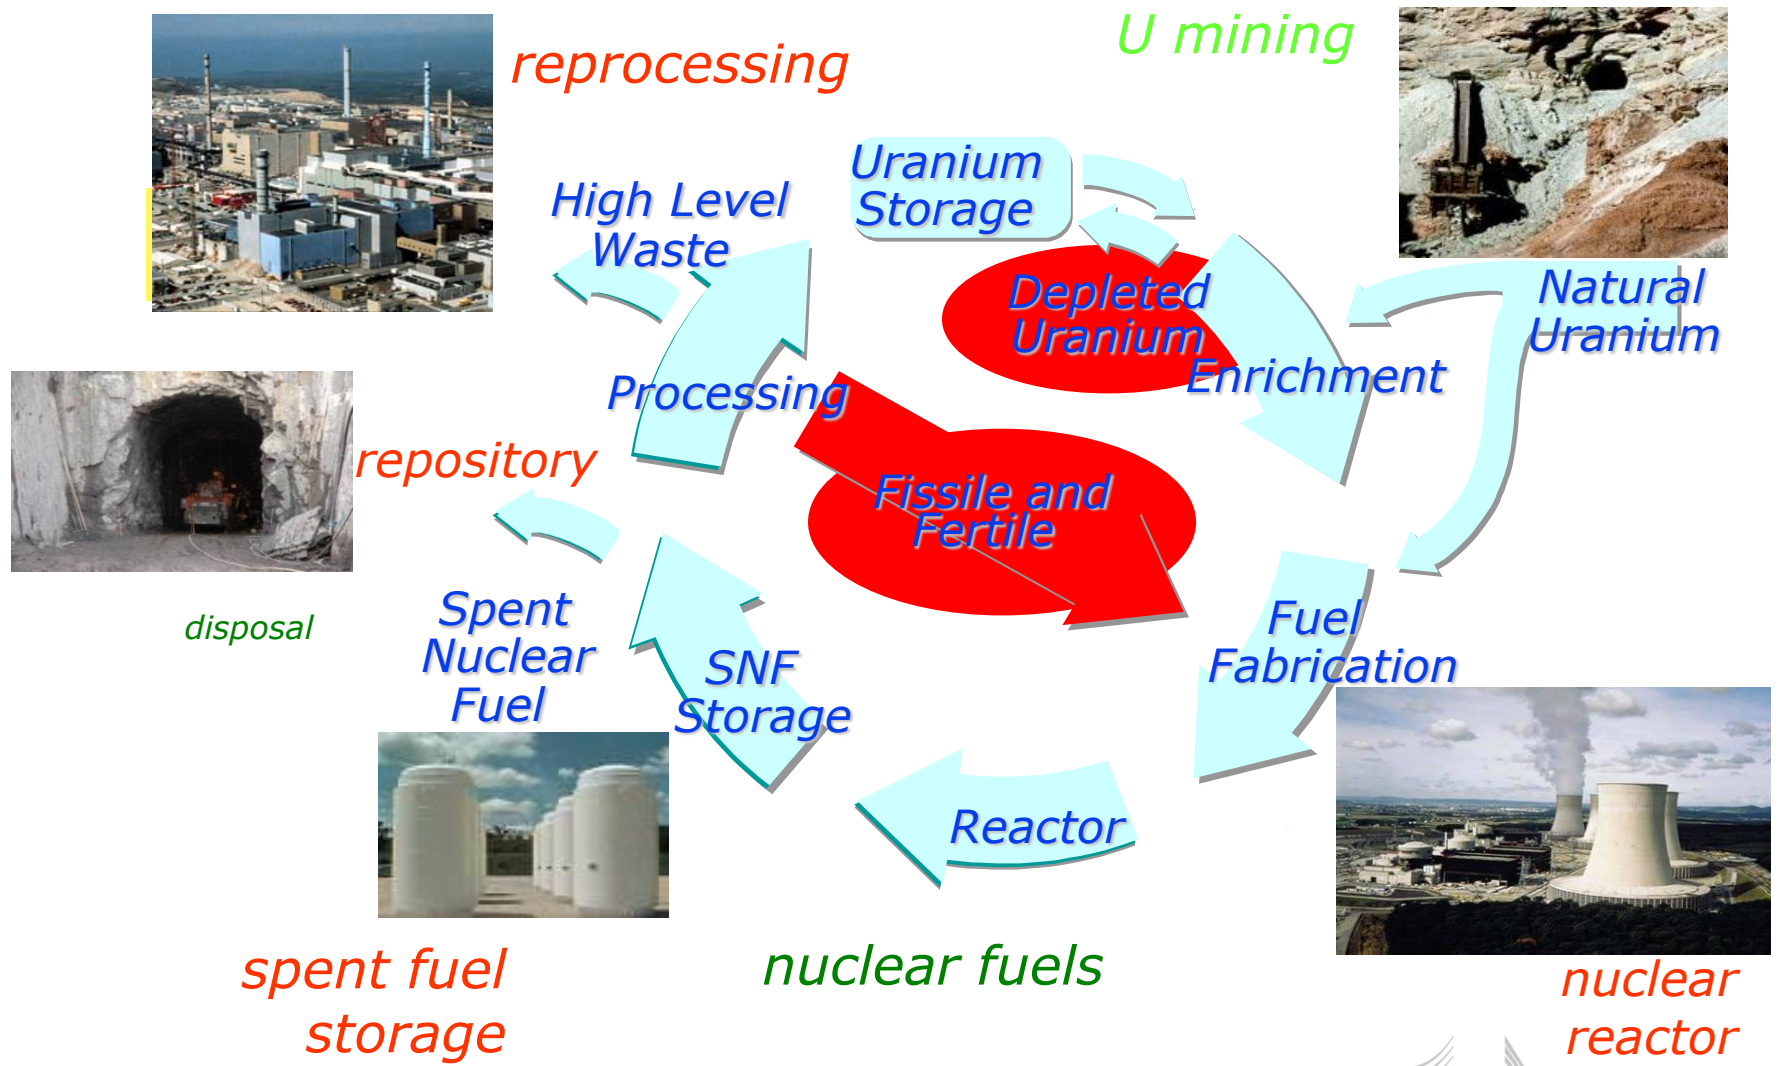 reprocessing
U mining
High Level
Waste
Uranium
Storage
Depleted
Uranium
Natural
Uranium
Enrichment
Processing
repository
Fissile and
Fertile
disposal
Spent
Nuclear
Fuel
SNF
Storage
Fuel
Fabrication
Reactor
spent fuel
storage
nuclear fuels
nuclear
reactor